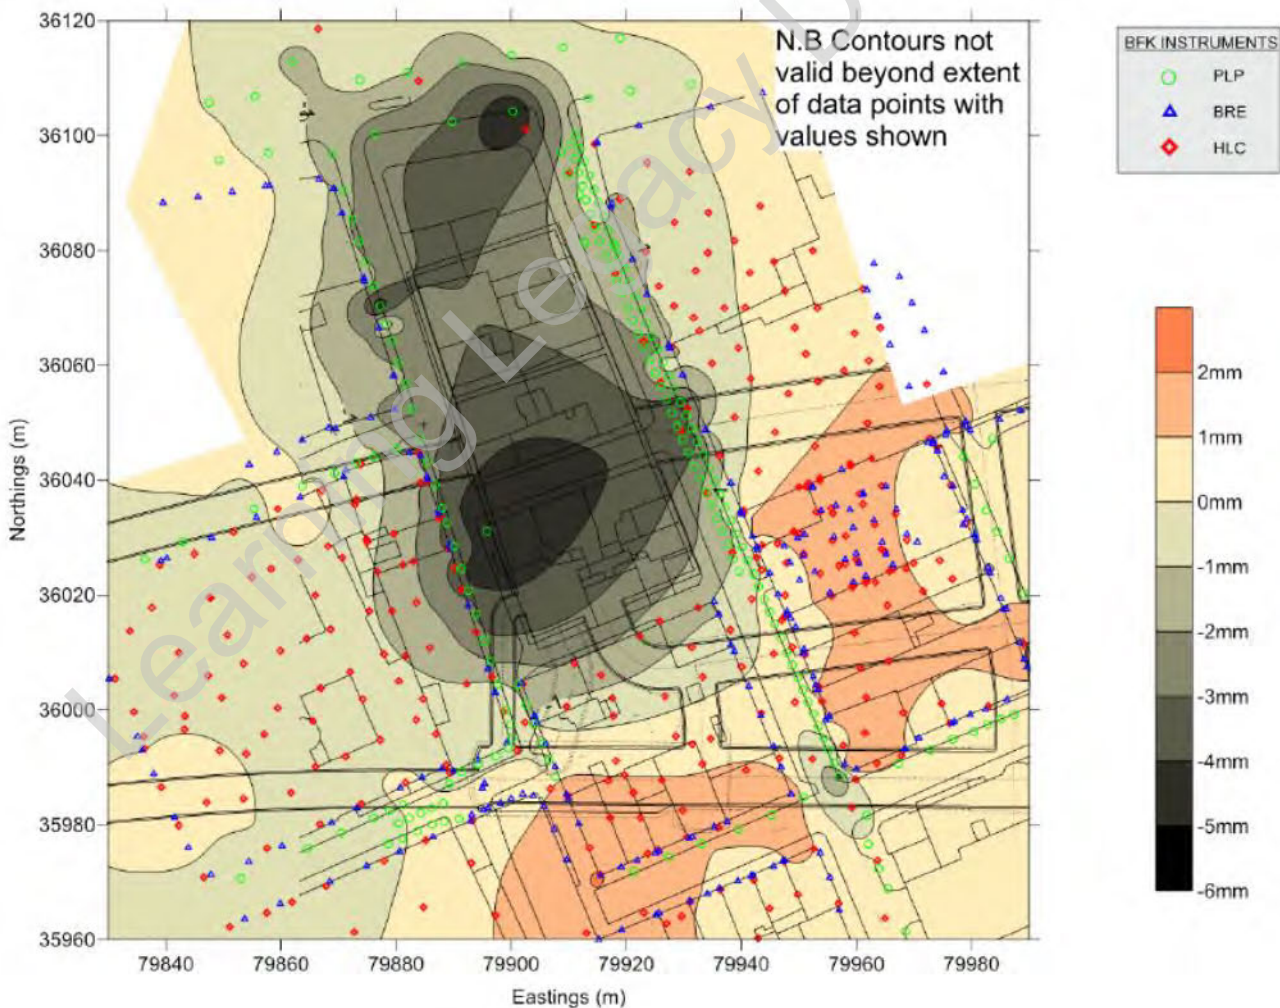 36120
36100
36080
36060
36040
36020
36000
35980
35960
Northings (m)
79840 79860 79880 79900 79920 79940 79960 79980
Eastings (m)
N.B Contours not
valid beyond extent
of data points with
values shown
BFK INSTRUMENTS
PLP
BRE
HLC
2mm
1mm
0mm
-1mm
-2mm
-3mm
-4mm
-5mm
-6mm
Learning Legacy D